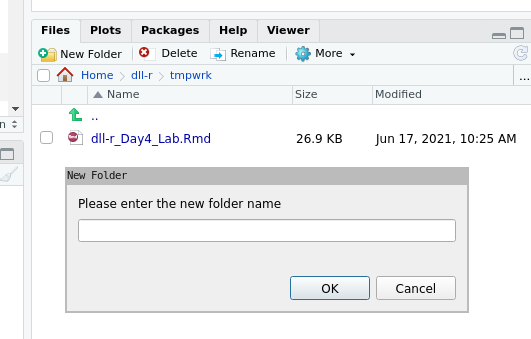 Files Plots Packages Help Viewer
New Folder Delete Rename More
Home dll-r tmpwrk ...
Name Size Modified
..
dll-r_Day4_Lab.Rmd 26.9 KB Jun 17, 2021, 10:25 AM
New Folder
Please enter the new folder name
OK Cancel